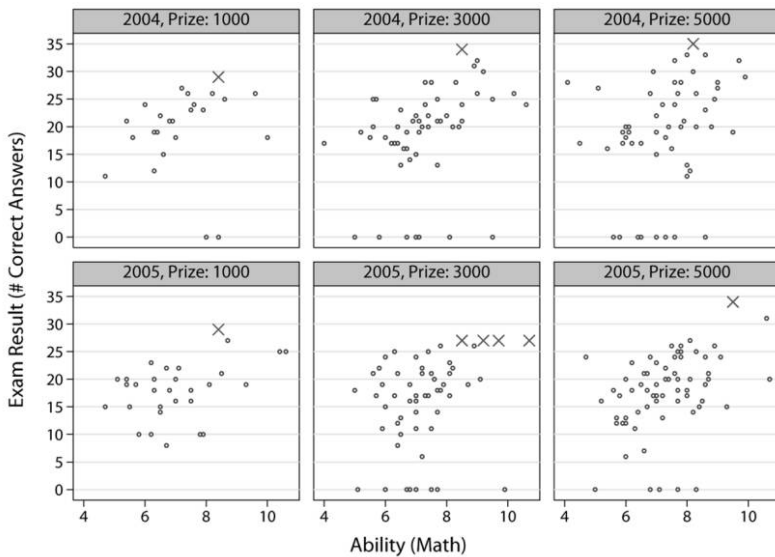 2004, Prize: 1000
2004, Prize: 3000
2004, Prize: 5000
35
30
25
20
15
10
5
0
2005, Prize: 1000
2005, Prize: 3000
2005, Prize: 5000
35
30
25
20
15
10
5
0
4 6 8 10
4 6 8 10
4 6 8 10
Exam Result (# Correct Answers)
Ability (Math)